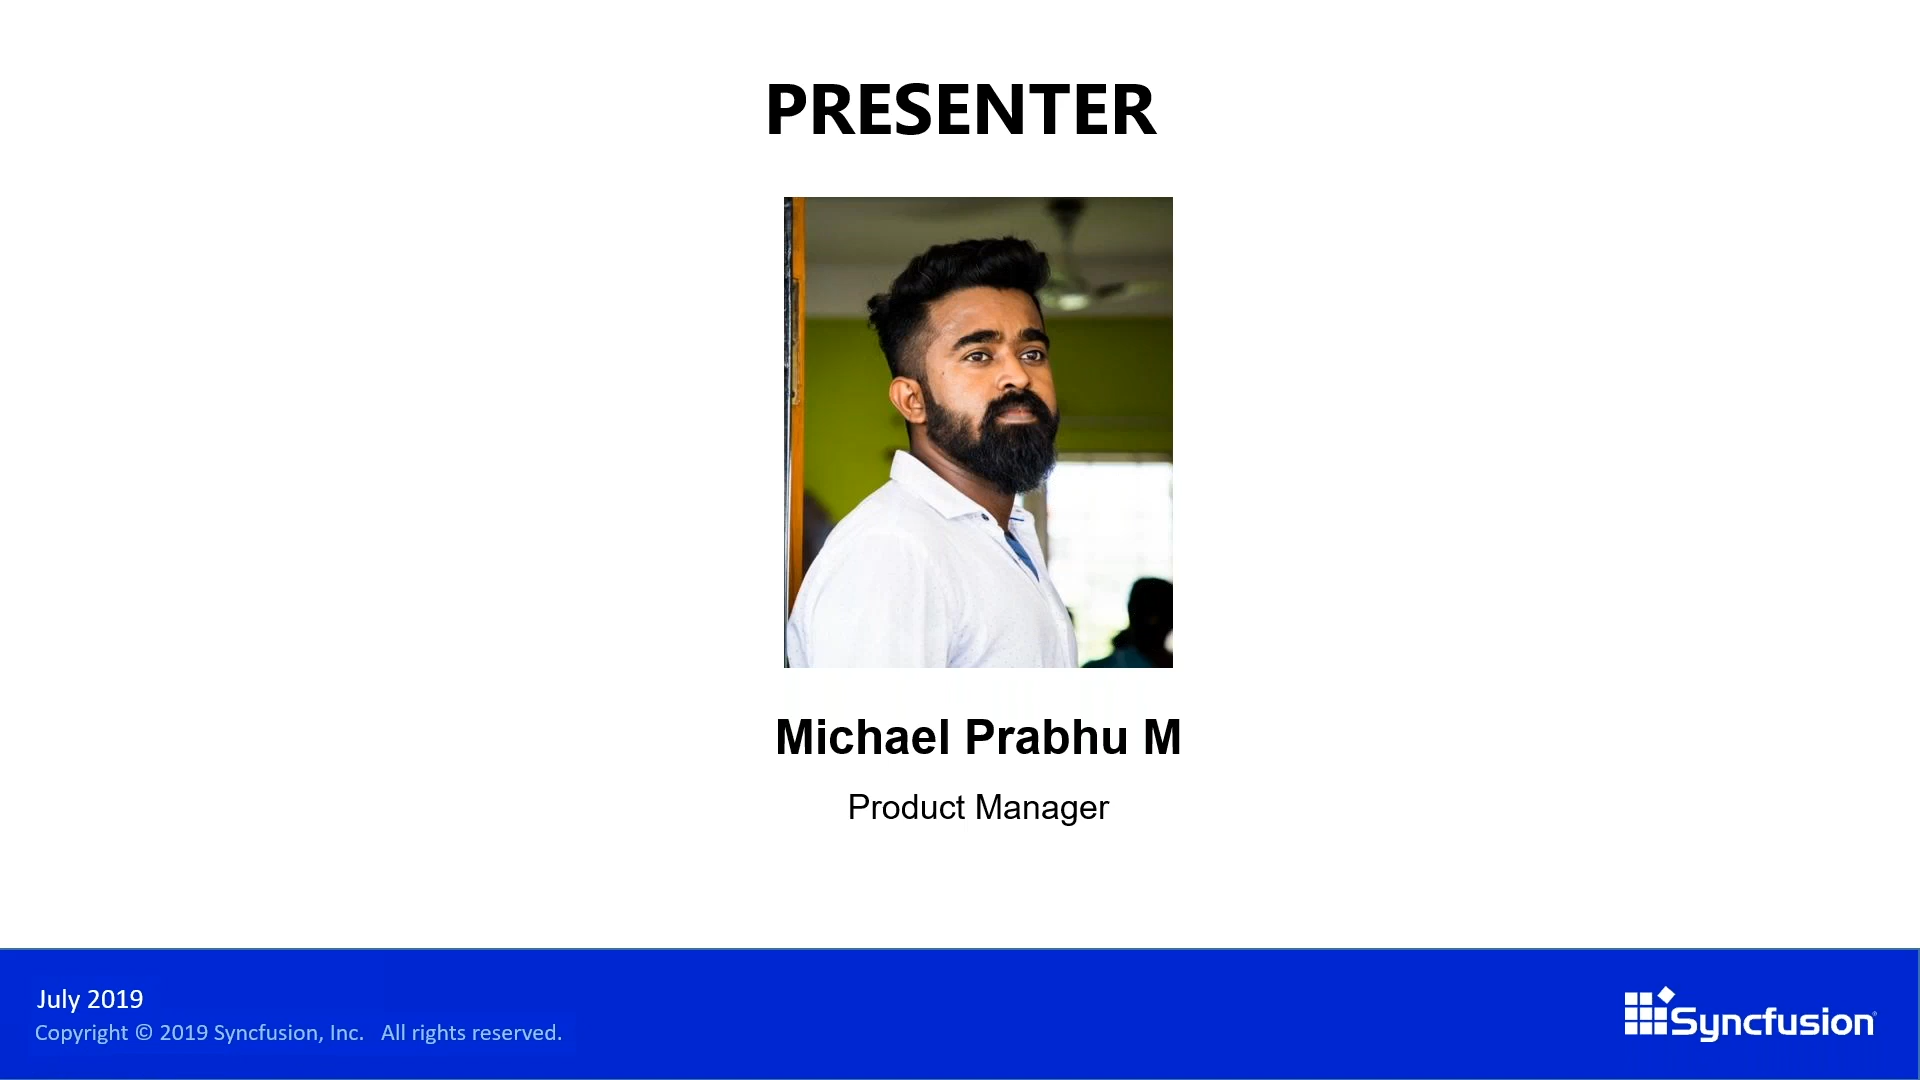 PRESENTER
Michael Prabhu M
Product Manager
July 2019
Copyright © 2019 Syncfusion, Inc.   All rights reserved.
Syncfusion®